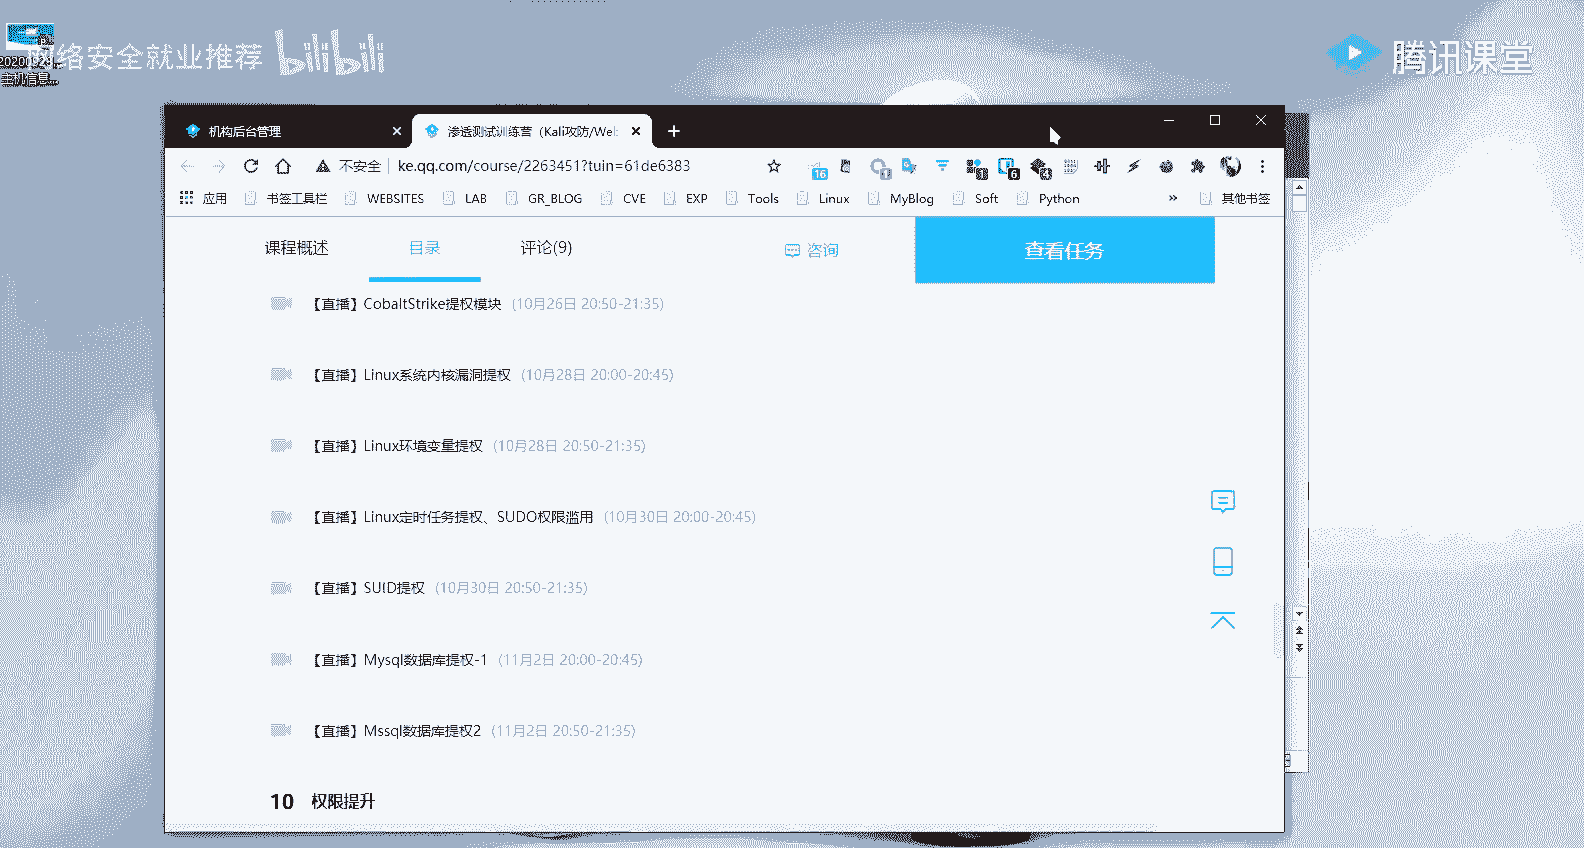 网络安全就业推荐 bilibili
腾讯课堂
主机信息...
机构后台管理
渗透测试训练营（Kali攻防/Wel:
不安全 ke.qq.com/course/2263451?tuin=61de6383
16 1 1 6 4
应用 书签工具栏 WEBSITES LAB GR_BLOG CVE EXP Tools Linux MyBlog Soft Python » 其他书签
课程概述 目录 评论(9) 咨询 查看任务
【直播】CobaltStrike提权模块 (10月26日 20:50-21:35)
【直播】Linux系统内核漏洞提权 (10月28日 20:00-20:45)
【直播】Linux环境变量提权 (10月28日 20:50-21:35)
【直播】Linux定时任务提权、SUDO权限滥用 (10月30日 20:00-20:45)
【直播】SUID提权 (10月30日 20:50-21:35)
【直播】Mysql数据库提权-1 (11月2日 20:00-20:45)
【直播】Mssql数据库提权2 (11月2日 20:50-21:35)
10 权限提升